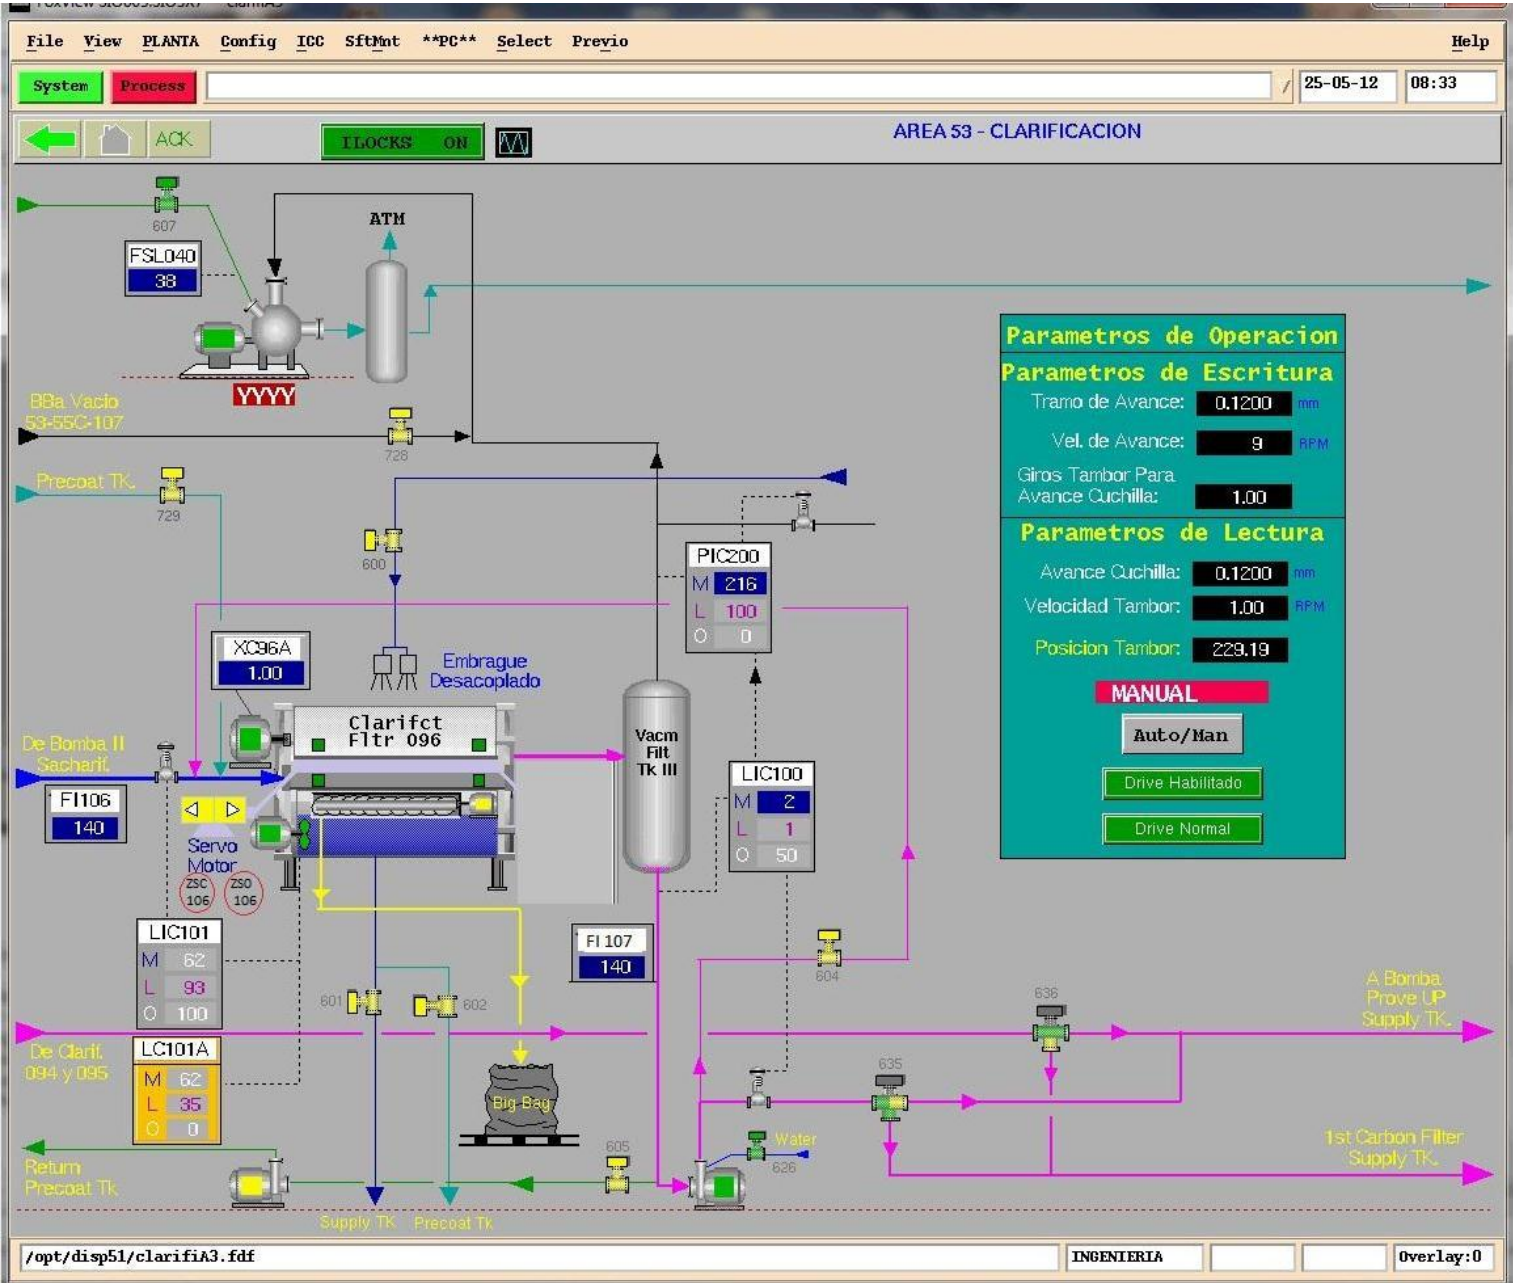 File View PLANTA Config ICC SftMnt **PC** Select Previo Help
System Process / 25-05-12 08:33
ACK ILOCKS ON AREA 53 - CLARIFICACION
607
ATM
FSL040
38
YYYY
BBa Vacio
53-55C-107
728
Precoat TK.
729
600
Parametros de Operacion
Parametros de Escritura
Tramo de Avance: 0.1200 mm
Vel. de Avance: 9 RPM
Giros Tambor Para
Avance Cuchilla: 1.00
Parametros de Lectura
Avance Cuchilla: 0.1200 mm
Velocidad Tambor: 1.00 RPM
Posicion Tambor: 229.19
MANUAL
Auto/Man
Drive Habilitado
Drive Normal
PIC200
M 216
L 100
O 0
XC96A
1.00
Embrague
Desacoplado
Clarifct
Fltr 096
Vacm
Filt
Tk III
De Bomba II
Sacharif.
FI106
140
LIC100
M 2
L 1
O 50
Servo
Motor
ZSC
106
ZSO
106
LIC101
M 62
L 93
O 100
FI 107
140
604
601
602
636
A Bomba
Prove UP
Supply TK.
De Clarif.
094 y 095
LC101A
M 62
L 35
O 0
635
Big Bag
Water
626
605
1st Carbon Filter
Supply TK.
Return
Precoat Tk
Supply TK
Precoat Tk
/opt/disp51/clarifiA3.fdf INGENIERIA Overlay:0